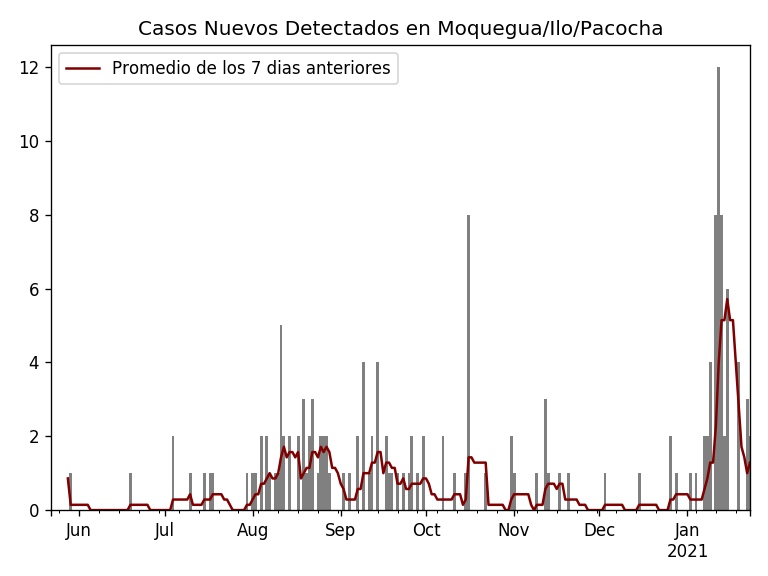 Casos Nuevos Detectados en Moquegua/Ilo/Pacocha
Promedio de los 7 dias anteriores
12
10
8
6
4
2
0
Jun Jul Aug Sep Oct Nov Dec Jan
2021